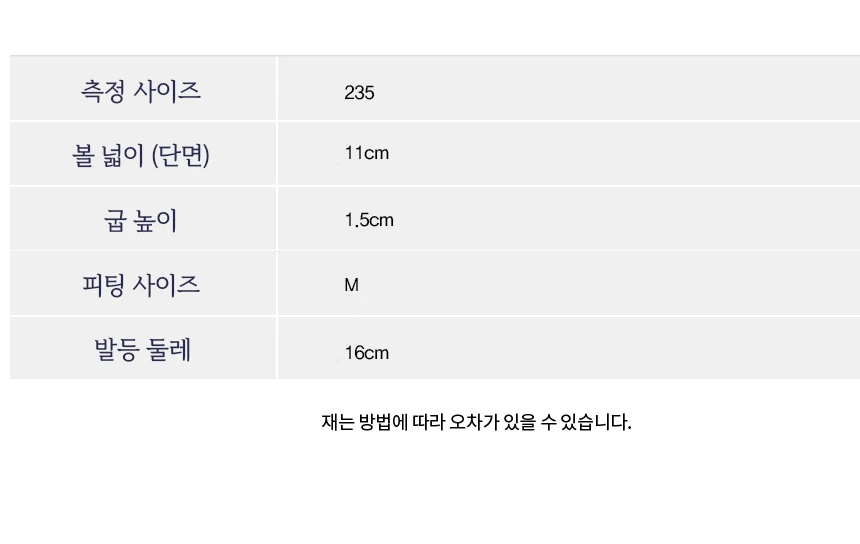 측정 사이즈 235
볼 넓이 (단면) 11cm
굽 높이 1.5cm
피팅 사이즈 M
발등 둘레 16cm
재는 방법에 따라 오차가 있을 수 있습니다.